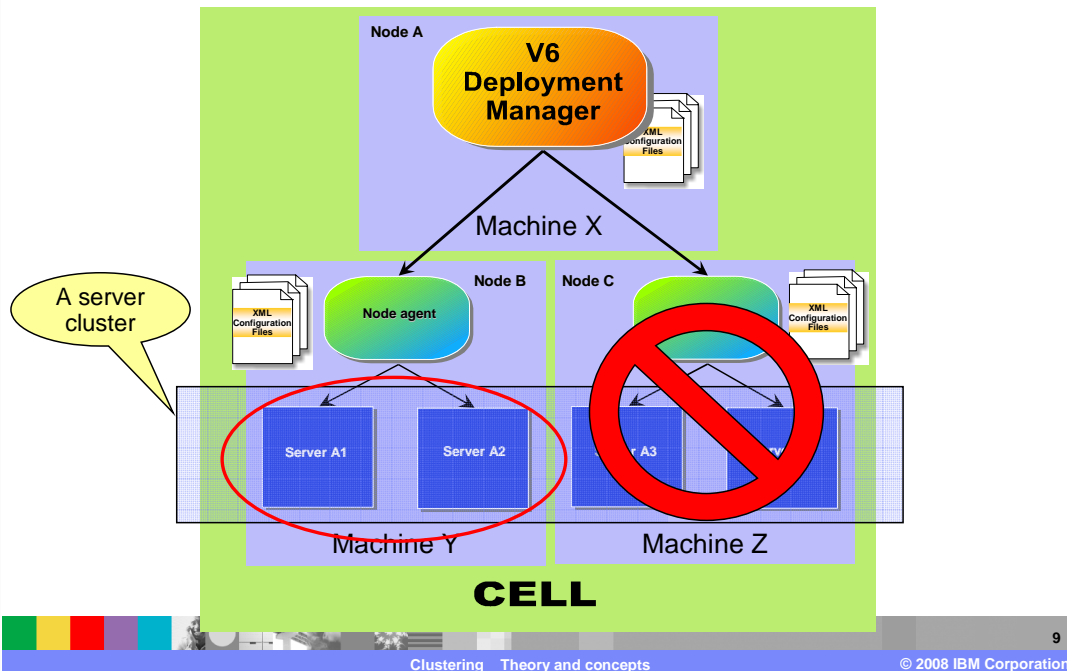 Node A
V6
Deployment
Manager
XML
Configuration
Files
Machine X
A server
cluster
XML
Configuration
Files
Node B
Node agent
Node C
XML
Configuration
Files
Server A1
Server A2
A3
Machine Y
Machine Z
CELL
9
Clustering Theory and concepts
© 2008 IBM Corporation